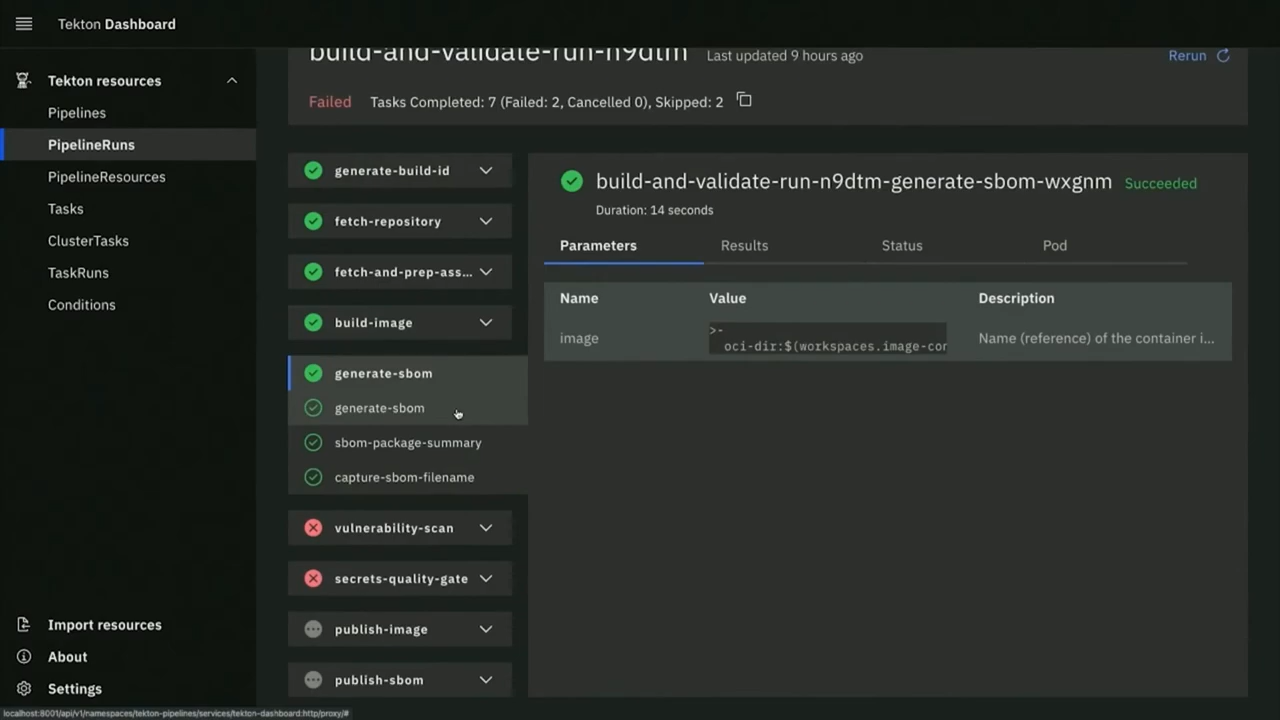 Tekton Dashboard
build-and-validate-run-n9dtm Last updated 9 hours ago Rerun
Failed Tasks Completed: 7 (Failed: 2, Cancelled 0), Skipped: 2
Tekton resources
Pipelines
PipelineRuns
PipelineResources
Tasks
ClusterTasks
TaskRuns
Conditions
Import resources
About
Settings
generate-build-id
fetch-repository
fetch-and-prep-ass...
build-image
generate-sbom
generate-sbom
sbom-package-summary
capture-sbom-filename
vulnerability-scan
secrets-quality-gate
publish-image
publish-sbom
build-and-validate-run-n9dtm-generate-sbom-wxgnm Succeeded
Duration: 14 seconds
Parameters Results Status Pod
Name Value Description
>-
image oci-dir:$(workspaces.image-cor Name (reference) of the container i...
localhost:8001/api/v1/namespaces/tekton-pipelines/services/tekton-dashboard:http/proxy/#